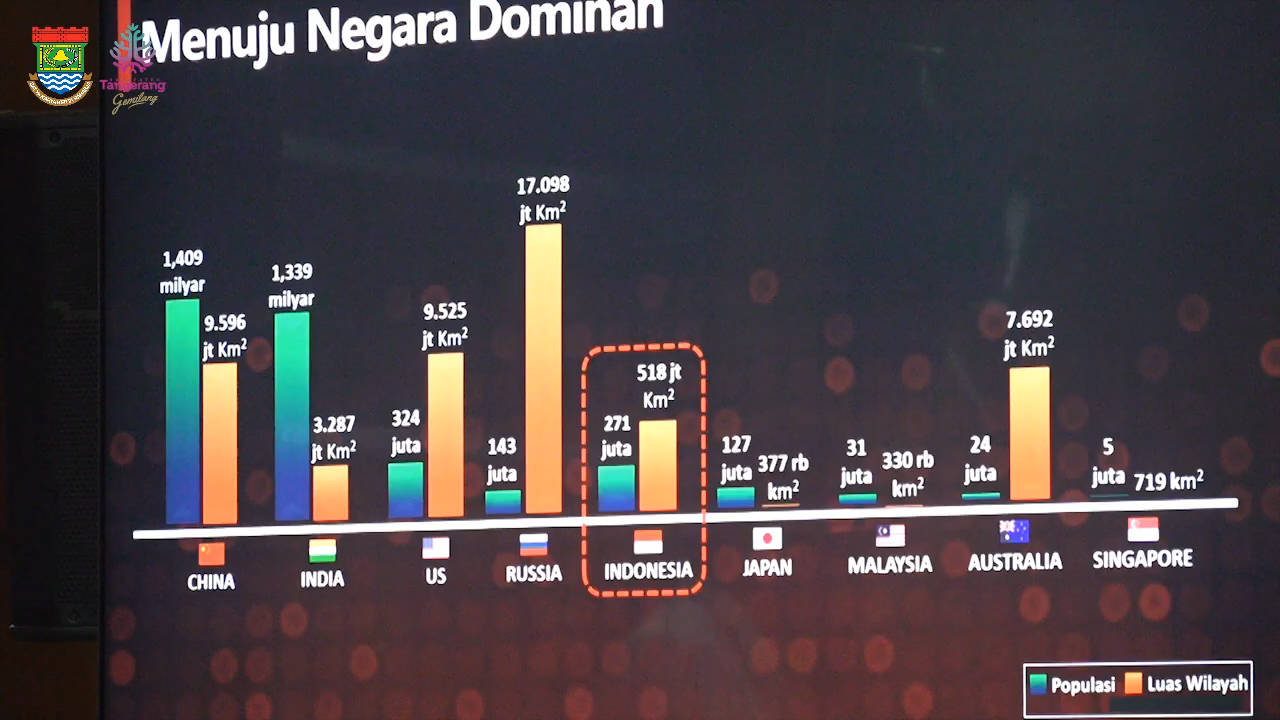 Menuju Negara Dominan
Tangerang
Gemilang
17.098
jt Km²
1,409
milyar
1,339
milyar
9.596
jt Km²
9.525
jt Km²
7.692
jt Km²
518 jt
Km²
3.287
jt Km²
324
juta
143
juta
271
juta
127
juta
377 rb
km²
31
juta
330 rb
km²
24
juta
5
juta
719 km²
CHINA
INDIA
US
RUSSIA
INDONESIA
JAPAN
MALAYSIA
AUSTRALIA
SINGAPORE
Populasi
Luas Wilayah